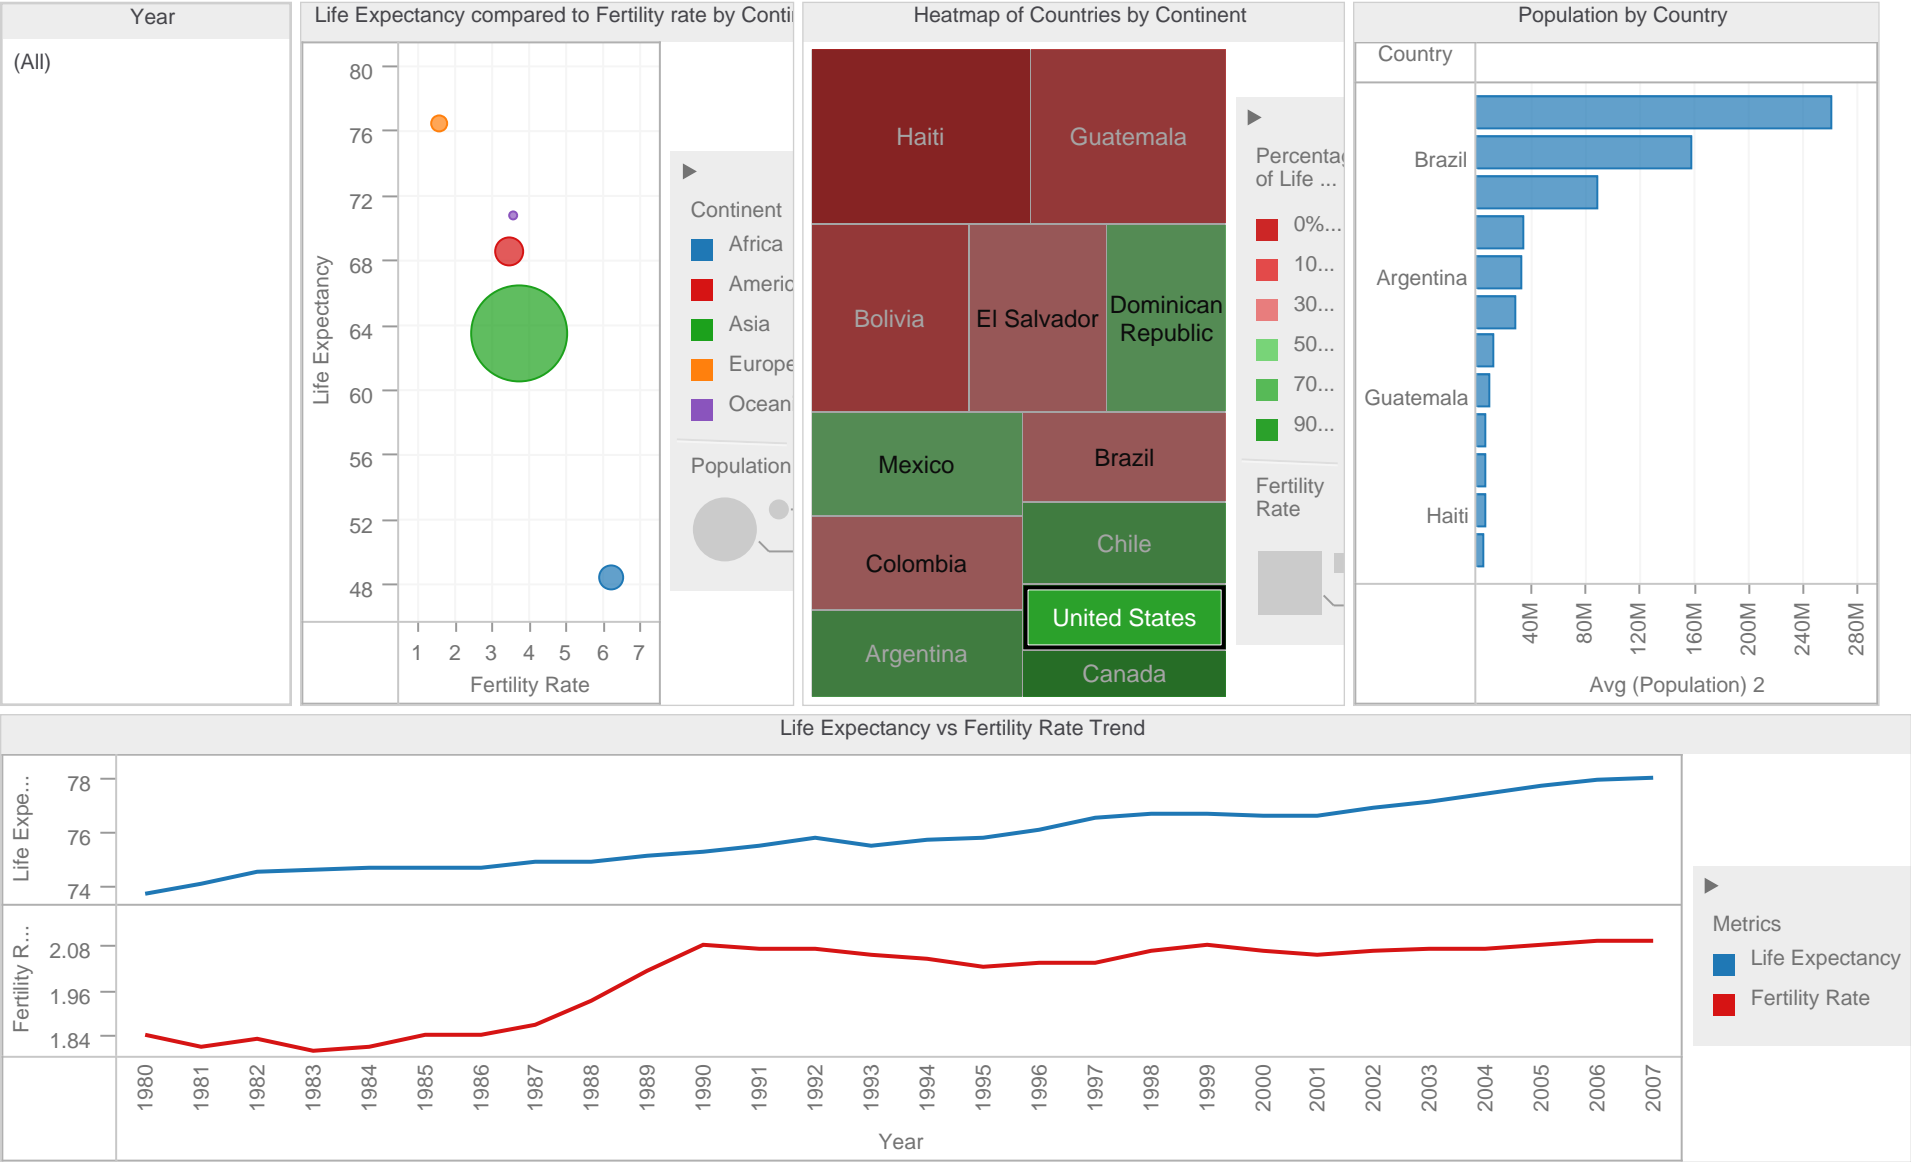 Year
(All)
Life Expectancy compared to Fertility rate by Conti
80
76
72
68
64
60
56
52
48
Life Expectancy
1 2 3 4 5 6 7
Fertility Rate
Continent
Africa
Americ
Asia
Europe
Ocean
Population
Heatmap of Countries by Continent
Haiti
Guatemala
Bolivia
El Salvador
Dominican
Republic
Mexico
Brazil
Colombia
Chile
United States
Argentina
Canada
Percentag
of Life ...
0%...
10...
30...
50...
70...
90...
Fertility
Rate
Population by Country
Country
Brazil
Argentina
Guatemala
Haiti
40M 80M 120M 160M 200M 240M 280M
Avg (Population) 2
Life Expectancy vs Fertility Rate Trend
Life Expe...
78
76
74
Fertility R...
2.08
1.96
1.84
1980 1981 1982 1983 1984 1985 1986 1987 1988 1989 1990 1991 1992 1993 1994 1995 1996 1997 1998 1999 2000 2001 2002 2003 2004 2005 2006 2007
Year
Metrics
Life Expectancy
Fertility Rate